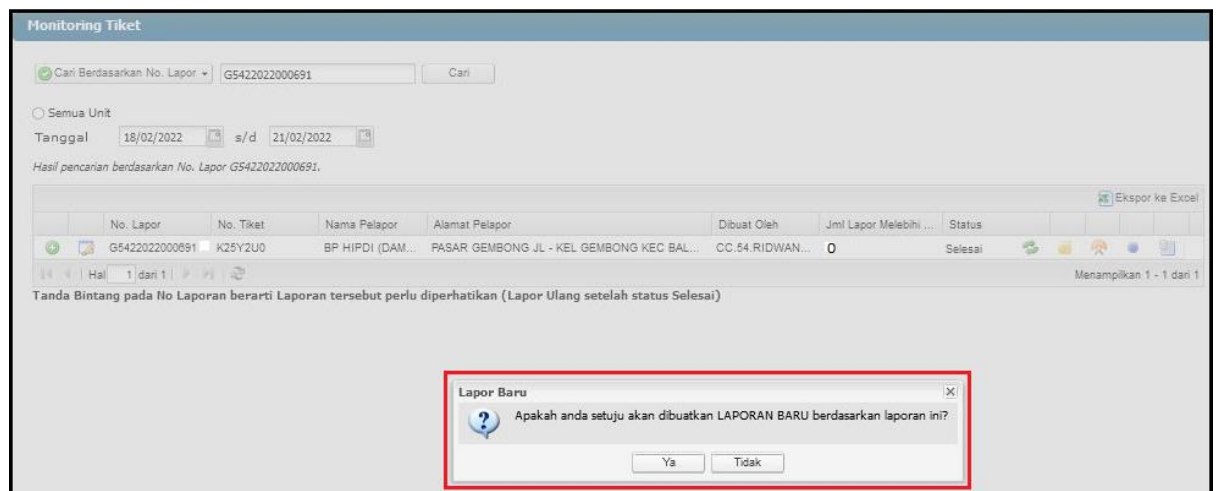 Monitoring Tiket
Cari Berdasarkan No. Lapor G5422022000691 Cari
Semua Unit
Tanggal 18/02/2022 s/d 21/02/2022
Hasil pencarian berdasarkan No. Lapor G5422022000691.
Ekspor ke Excel
No. Lapor No. Tiket Nama Pelapor Alamat Pelapor Dibuat Oleh Jml Lapor Melebihi ... Status
G5422022000691 K25Y2U0 BP HIPDI (DAM... PASAR GEMBONG JL - KEL GEMBONG KEC BAL... CC.54.RIDWAN... 0 Selesai
Hal 1 dari 1 Menampilkan 1 - 1 dari 1
Tanda Bintang pada No Laporan berarti Laporan tersebut perlu diperhatikan (Lapor Ulang setelah status Selesai)
Lapor Baru
Apakah anda setuju akan dibuatkan LAPORAN BARU berdasarkan laporan ini?
Ya Tidak